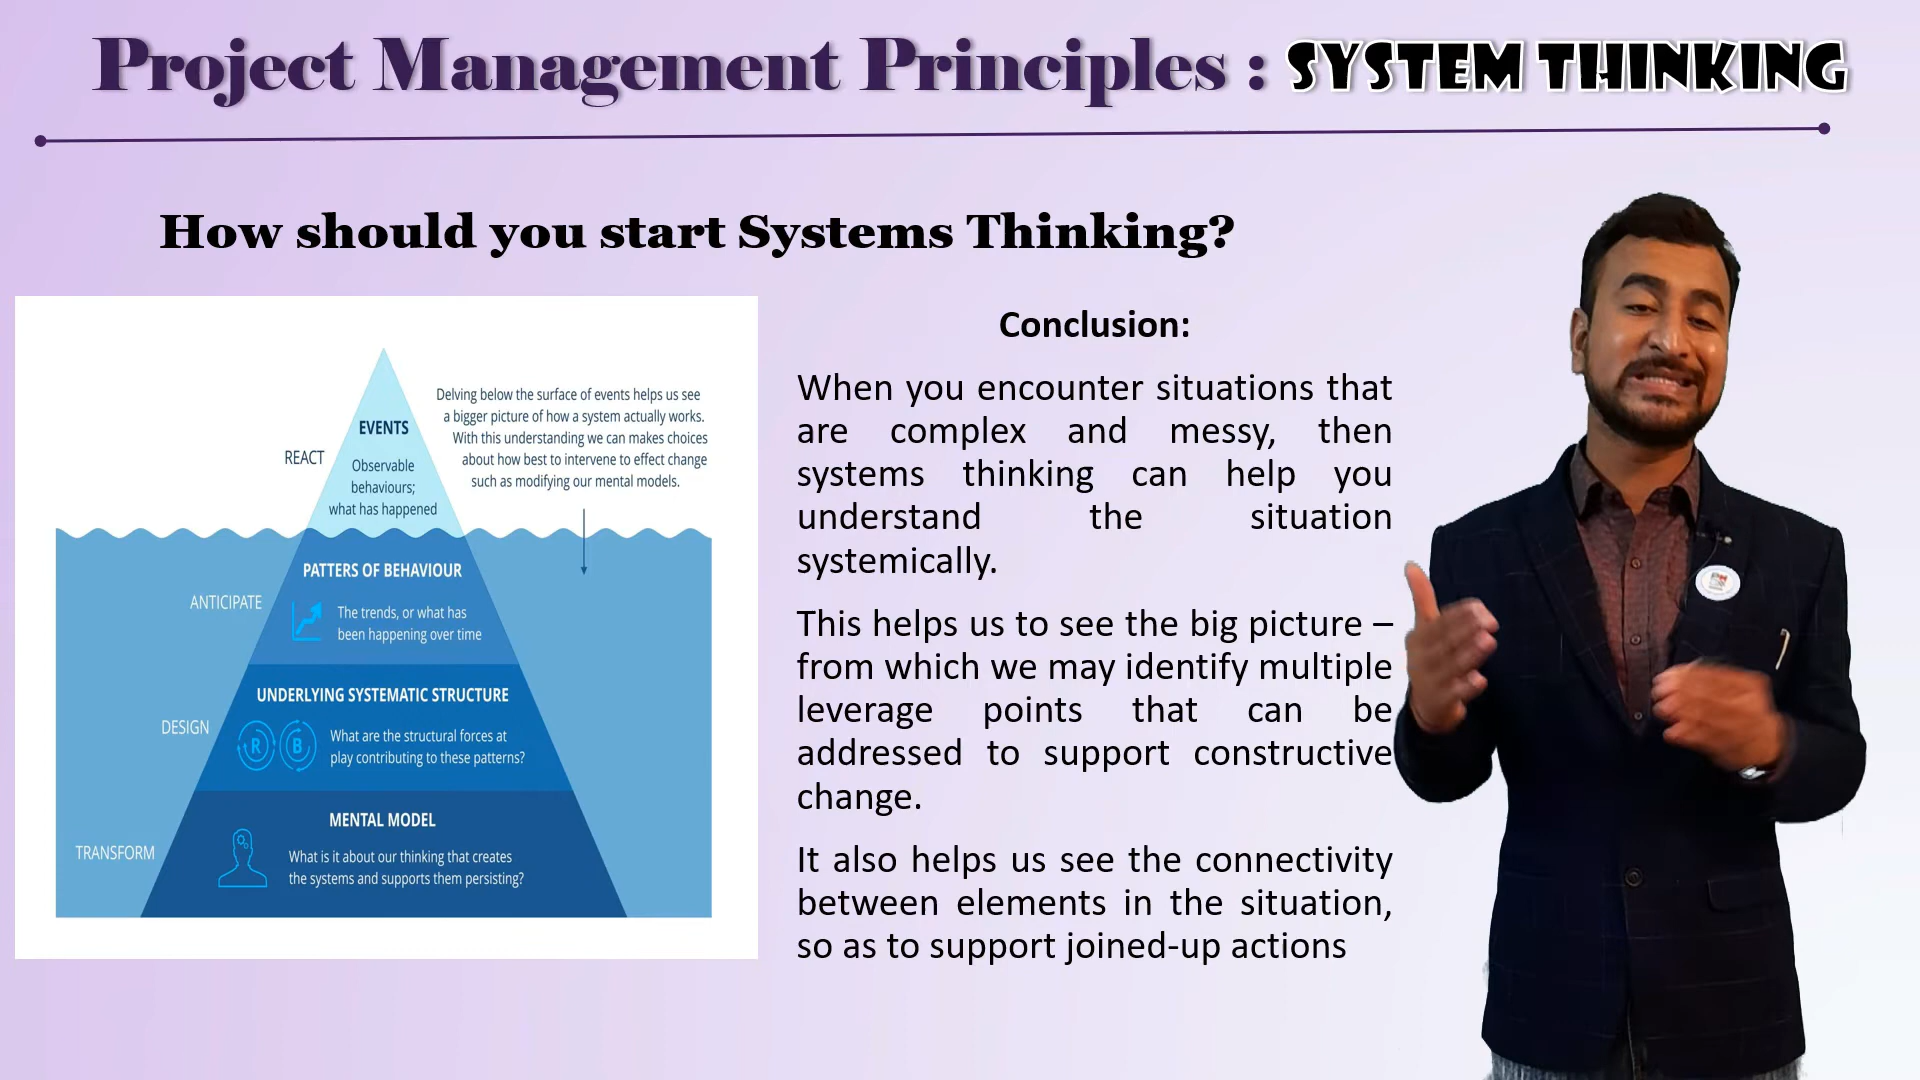 Project Management Principles : SYSTEM THINKING
How should you start Systems Thinking?
Delving below the surface of events helps us see
a bigger picture of how a system actually works.
With this understanding we can makes choices
about how best to intervene to effect change
such as modifying our mental models.
REACT
EVENTS
Observable
behaviours;
what has happened
ANTICIPATE
PATTERS OF BEHAVIOUR
The trends, or what has
been happening over time
DESIGN
UNDERLYING SYSTEMATIC STRUCTURE
R B
What are the structural forces at
play contributing to these patterns?
TRANSFORM
MENTAL MODEL
What is it about our thinking that creates
the systems and supports them persisting?
Conclusion:
When you encounter situations that
are complex and messy, then
systems thinking can help you
understand the situation
systemically.
This helps us to see the big picture –
from which we may identify multiple
leverage points that can be
addressed to support constructive
change.
It also helps us see the connectivity
between elements in the situation,
so as to support joined-up actions